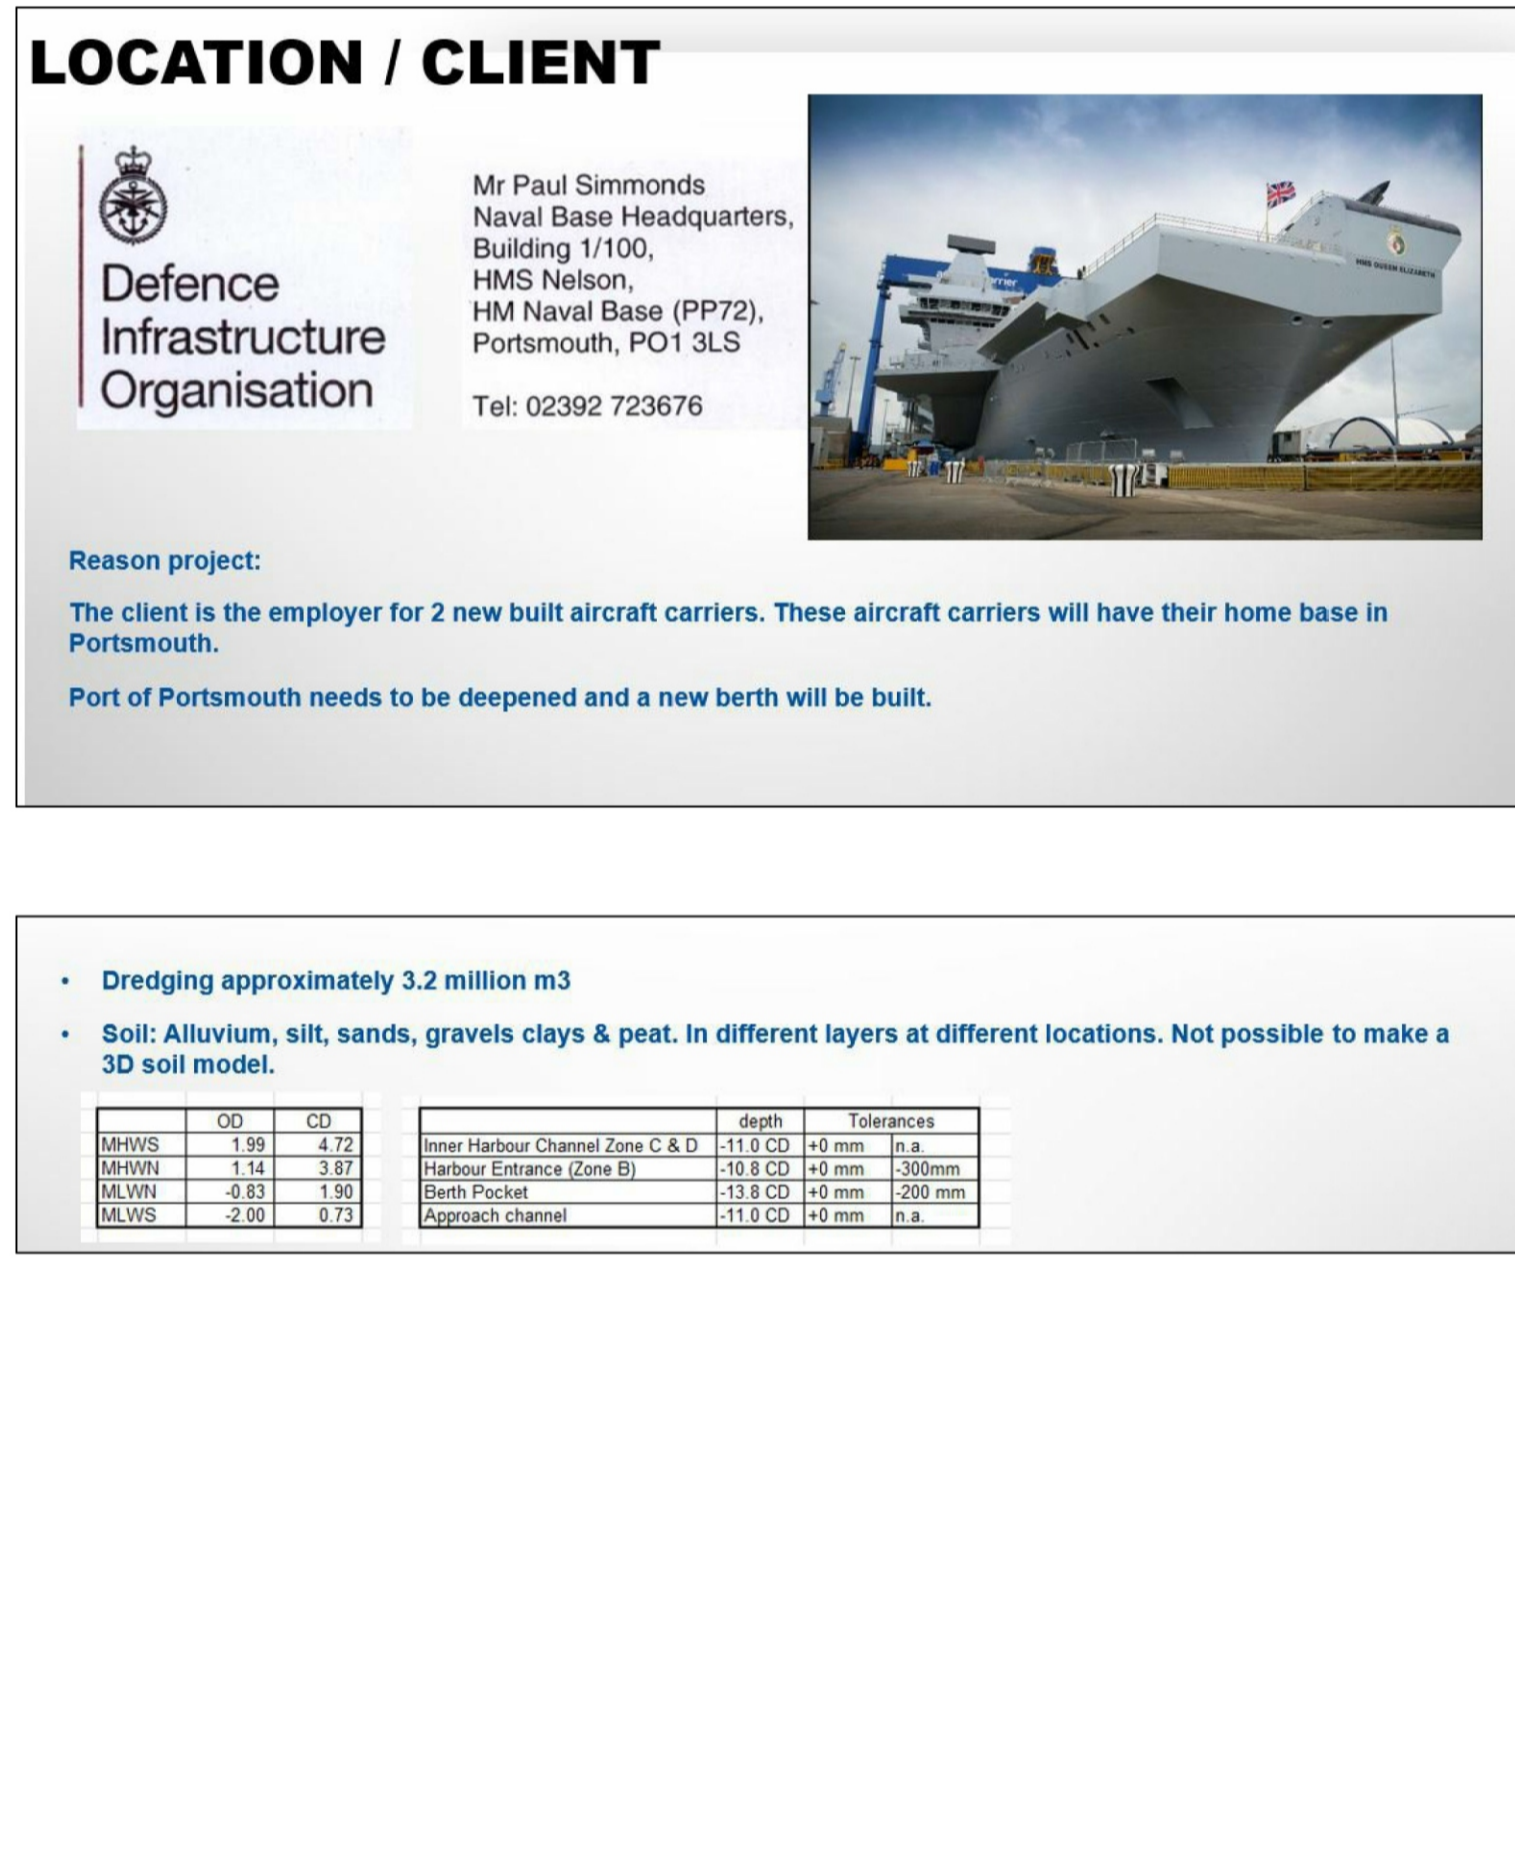 LOCATION / CLIENT
Defence
Infrastructure
Organisation
Mr Paul Simmonds
Naval Base Headquarters,
Building 1/100,
HMS Nelson,
HM Naval Base (PP72),
Portsmouth, PO1 3LS
Tel: 02392 723676
HMS QUEEN ELIZABETH
Reason project:
The client is the employer for 2 new built aircraft carriers. These aircraft carriers will have their home base in
Portsmouth.
Port of Portsmouth needs to be deepened and a new berth will be built.
• Dredging approximately 3.2 million m3
• Soil: Alluvium, silt, sands, gravels clays & peat. In different layers at different locations. Not possible to make a
3D soil model.
OD CD
MHWS 1.99 4.72
MHWN 1.14 3.87
MLWN -0.83 1.90
MLWS -2.00 0.73
depth Tolerances
Inner Harbour Channel Zone C & D -11.0 CD +0 mm n.a.
Harbour Entrance (Zone B) -10.8 CD +0 mm -300mm
Berth Pocket -13.8 CD +0 mm -200 mm
Approach channel -11.0 CD +0 mm n.a.